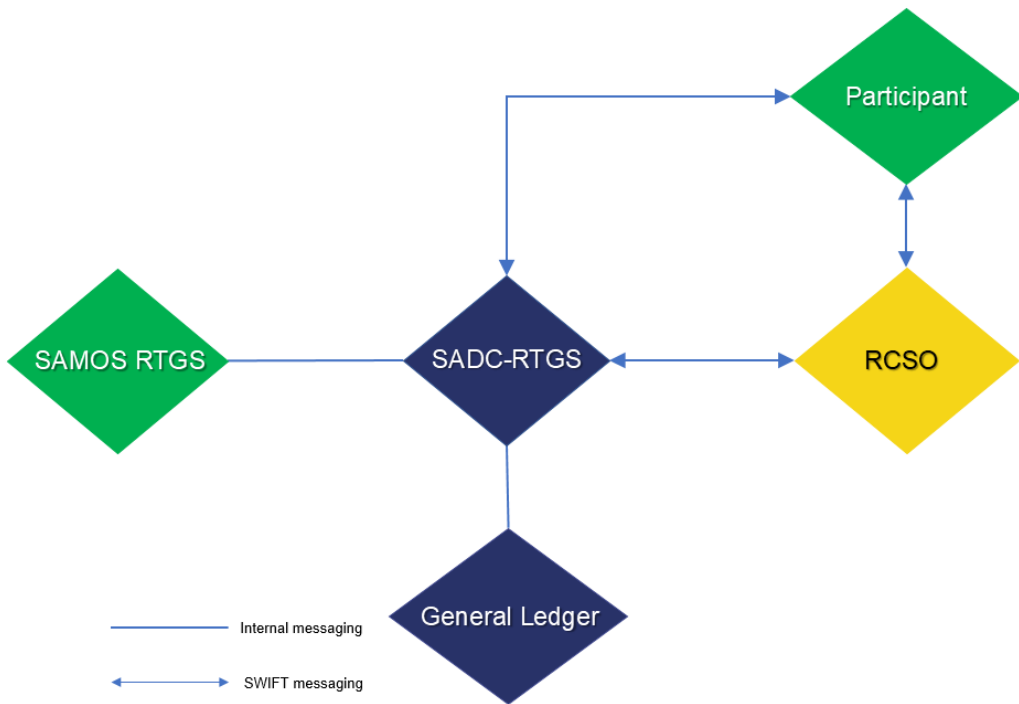 Participant
SAMOS RTGS
SADC-RTGS
RCSO
General Ledger
Internal messaging
SWIFT messaging